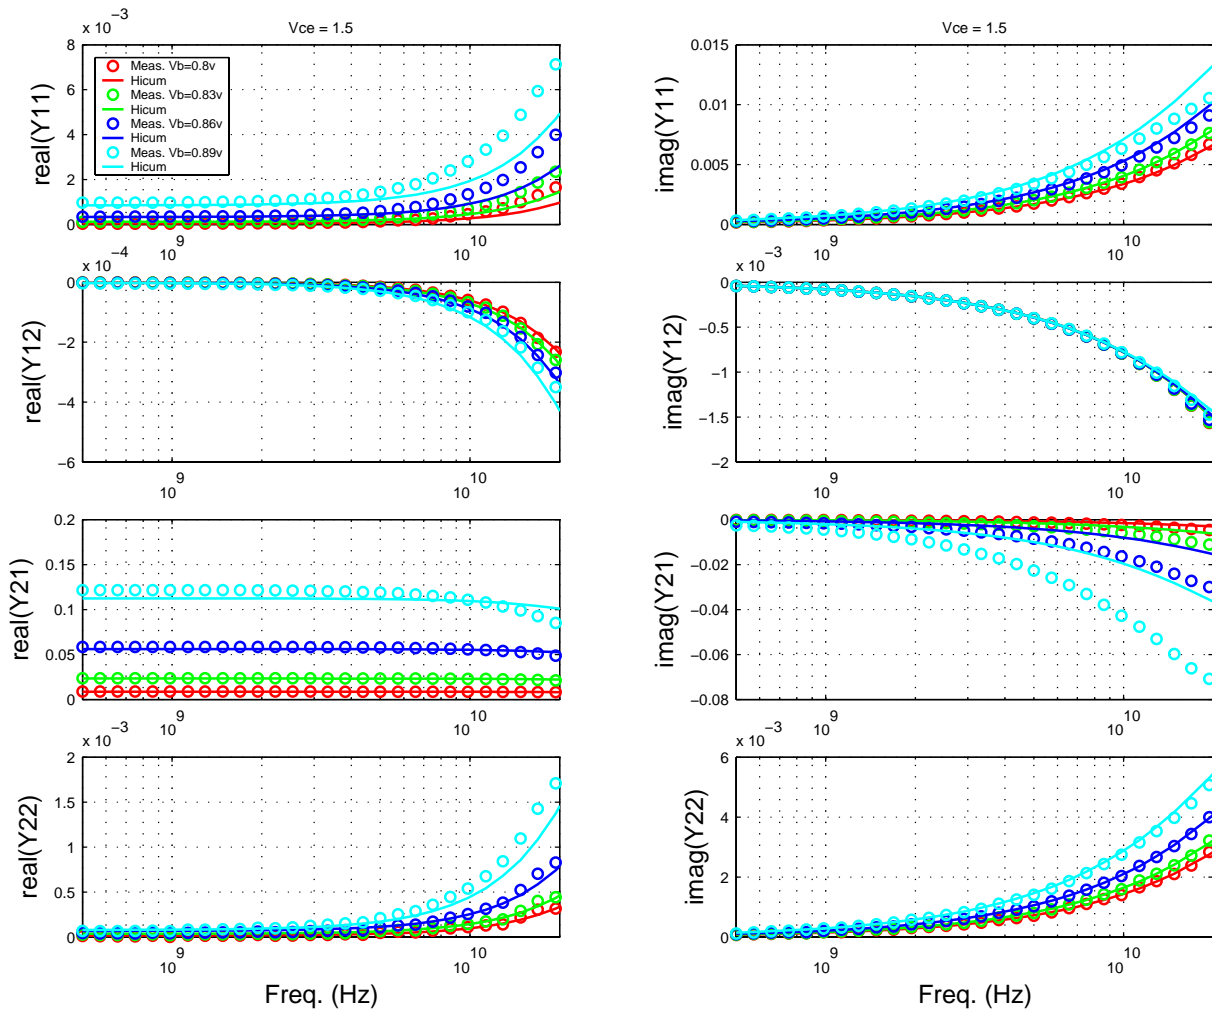 x 10 −3
Vce = 1.5
8
6
4
2
0
real(Y11)
Meas. Vb=0.8v
Hicum
Meas. Vb=0.83v
Hicum
Meas. Vb=0.86v
Hicum
Meas. Vb=0.89v
Hicum
10 9
10 10
Vce = 1.5
0.015
0.01
0.005
0
imag(Y11)
10 9
10 10
x 10 −4
0
−2
−4
−6
real(Y12)
10 9
10 10
x 10 −3
0
−0.5
−1
−1.5
−2
imag(Y12)
10 9
10 10
0.2
0.15
0.1
0.05
0
real(Y21)
10 9
10 10
0
−0.02
−0.04
−0.06
−0.08
imag(Y21)
10 9
10 10
x 10 −3
2
1.5
1
0.5
0
real(Y22)
10 9
10 10
Freq. (Hz)
x 10 −3
6
4
2
0
imag(Y22)
10 9
10 10
Freq. (Hz)